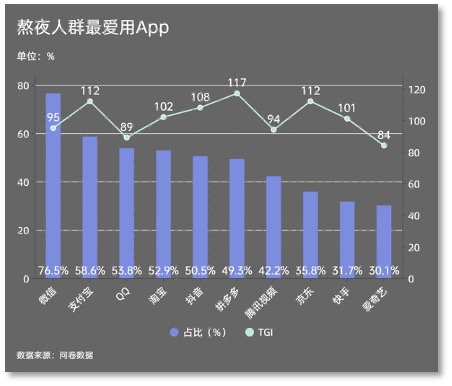 熬夜人群最爱用App
单位：%
80
60
40
20
0
120
100
80
60
40
20
0
95
112
89
102
108
117
94
112
101
84
76.5%
58.6%
53.8%
52.9%
50.5%
49.3%
42.2%
35.8%
31.7%
30.1%
微信
支付宝
QQ
淘宝
抖音
拼多多
腾讯视频
京东
快手
爱奇艺
占比（%）
TGI
数据来源：问卷数据